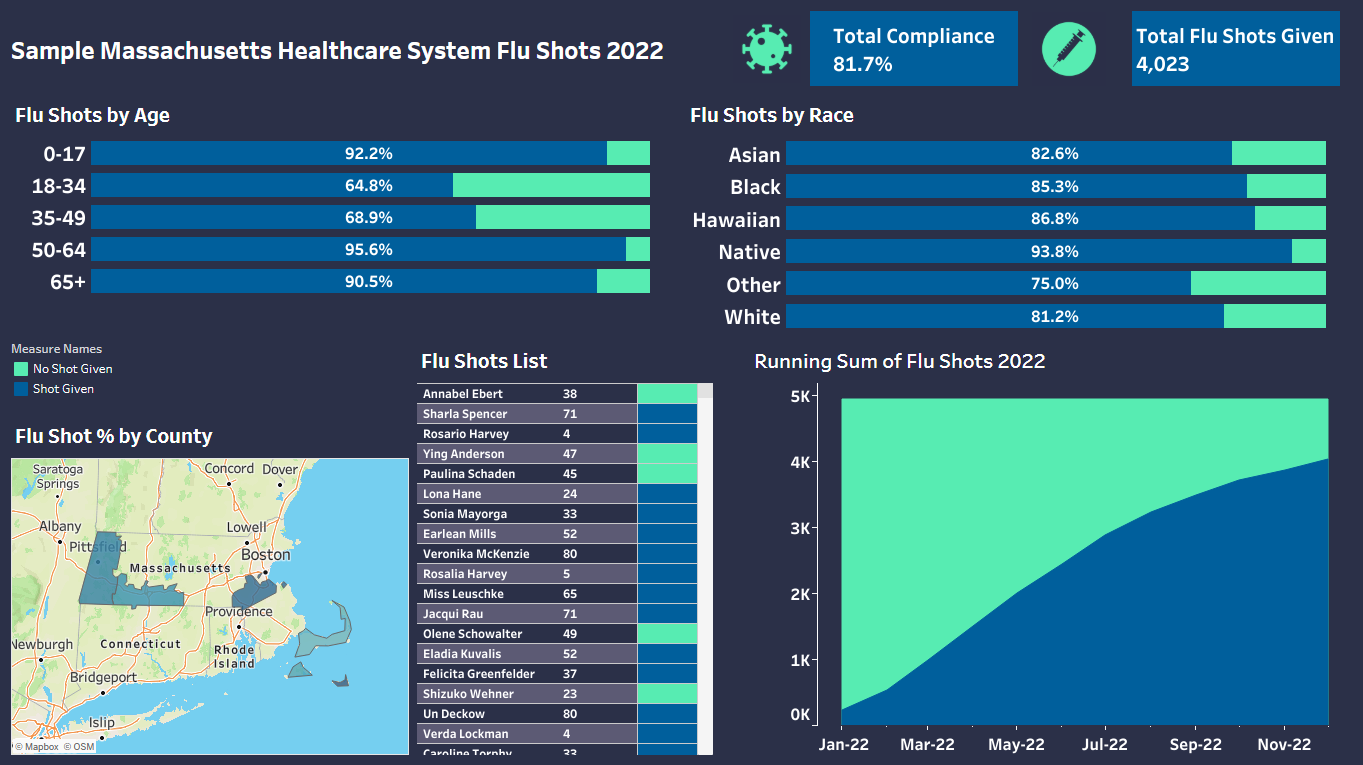 Sample Massachusetts Healthcare System Flu Shots 2022
Total Compliance
81.7%
Total Flu Shots Given
4,023
Flu Shots by Age
0-17 92.2%
18-34 64.8%
35-49 68.9%
50-64 95.6%
65+ 90.5%
Flu Shots by Race
Asian 82.6%
Black 85.3%
Hawaiian 86.8%
Native 93.8%
Other 75.0%
White 81.2%
Measure Names
No Shot Given
Shot Given
Flu Shot % by County
Saratoga
Springs
Concord
Dover
Albany
Lowell
Pittsfield
Boston
Massachusetts
Providence
Newburgh
Connecticut
Rhode
Island
Bridgeport
Islip
© Mapbox © OSM
Flu Shots List
Annabel Ebert 38
Sharla Spencer 71
Rosario Harvey 4
Ying Anderson 47
Paulina Schaden 45
Lona Hane 24
Sonia Mayorga 33
Earlean Mills 52
Veronika McKenzie 80
Rosalia Harvey 5
Miss Leuschke 65
Jacqui Rau 71
Olene Schowalter 49
Eladia Kuvalis 52
Felicita Greenfelder 37
Shizuko Wehner 23
Un Deckow 80
Verda Lockman 4
Caroline Torphy 33
Running Sum of Flu Shots 2022
5K
4K
3K
2K
1K
0K
Jan-22 Mar-22 May-22 Jul-22 Sep-22 Nov-22